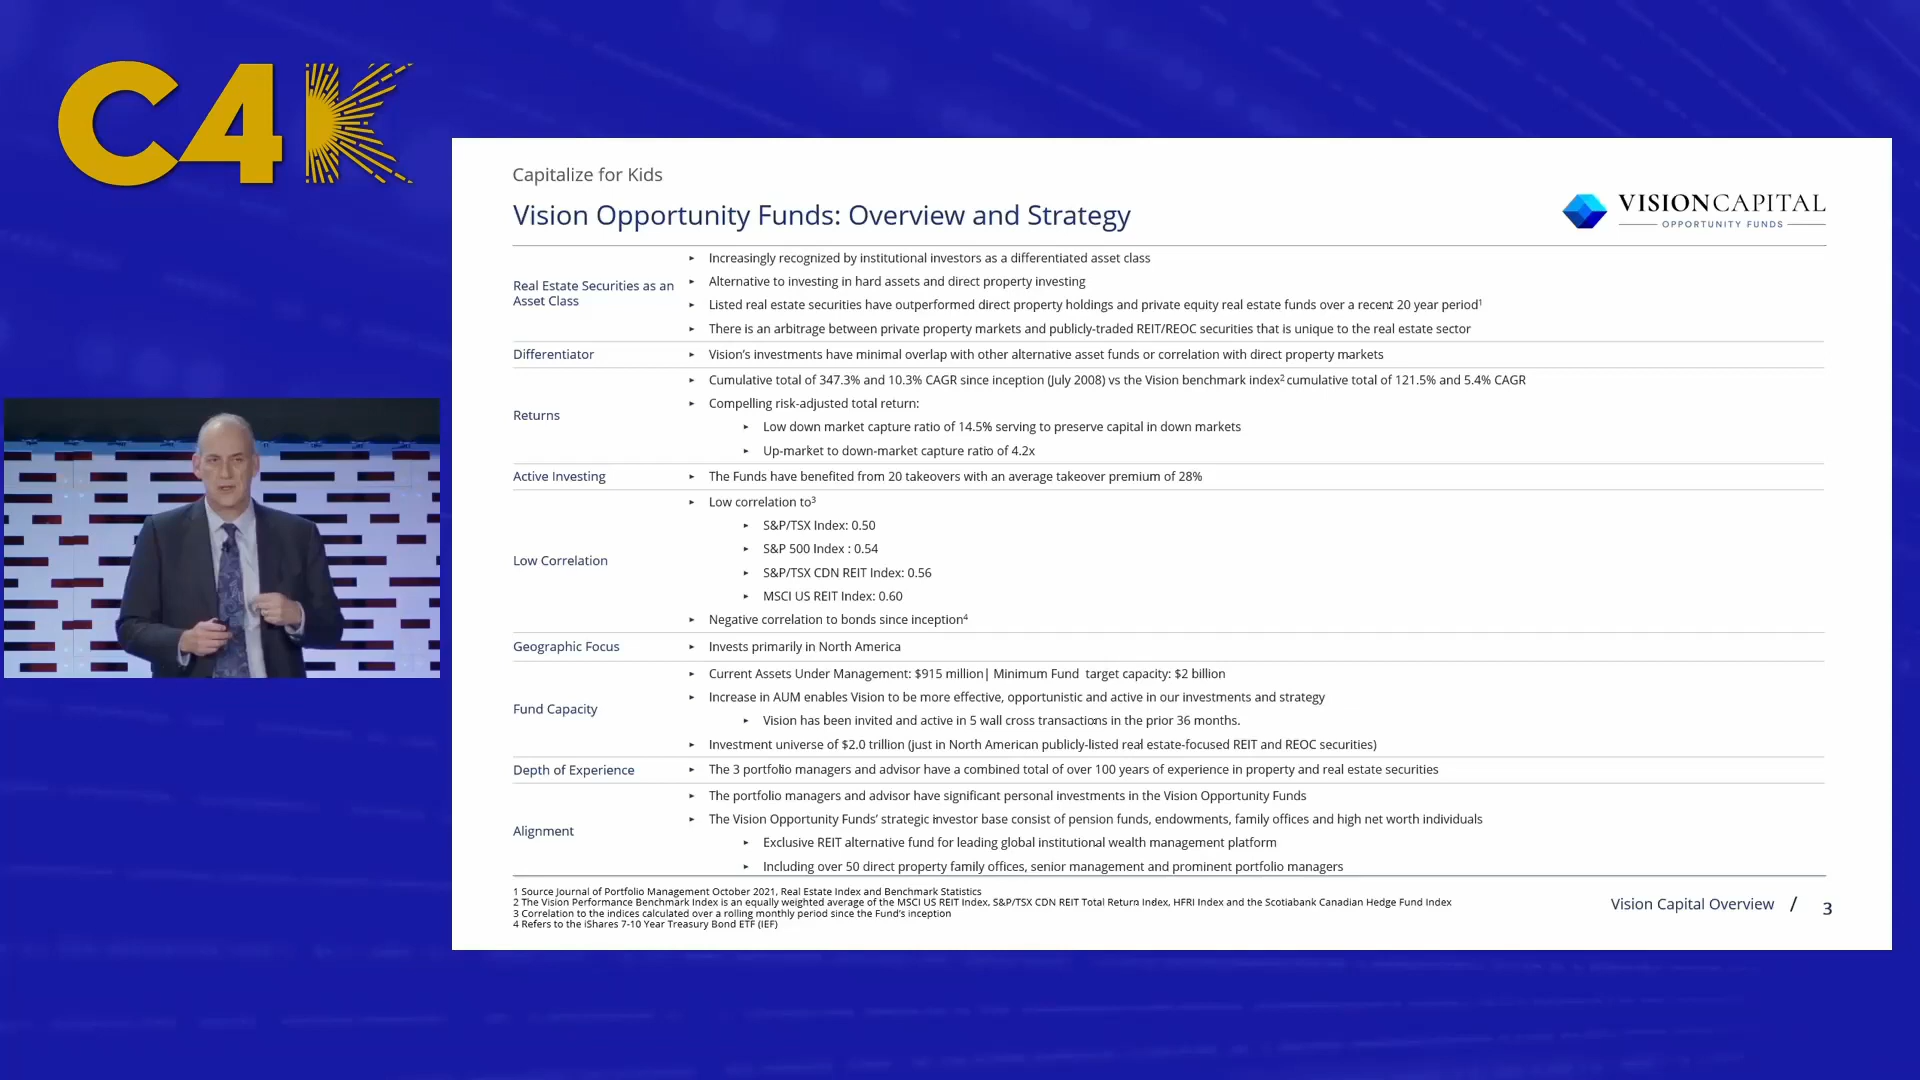 C4K
Capitalize for Kids
Vision Opportunity Funds: Overview and Strategy
VISIONCAPITAL
OPPORTUNITY FUNDS
Real Estate Securities as an
Asset Class
▸ Increasingly recognized by institutional investors as a differentiated asset class
▸ Alternative to investing in hard assets and direct property investing
▸ Listed real estate securities have outperformed direct property holdings and private equity real estate funds over a recent 20 year period¹
▸ There is an arbitrage between private property markets and publicly-traded REIT/REOC securities that is unique to the real estate sector
Differentiator
▸ Vision's investments have minimal overlap with other alternative asset funds or correlation with direct property markets
Returns
▸ Cumulative total of 347.3% and 10.3% CAGR since inception (July 2008) vs the Vision benchmark index² cumulative total of 121.5% and 5.4% CAGR
▸ Compelling risk-adjusted total return:
▸ Low down market capture ratio of 14.5% serving to preserve capital in down markets
▸ Up-market to down-market capture ratio of 4.2x
Active Investing
▸ The Funds have benefited from 20 takeovers with an average takeover premium of 28%
Low Correlation
▸ Low correlation to³
▸ S&P/TSX Index: 0.50
▸ S&P 500 Index : 0.54
▸ S&P/TSX CDN REIT Index: 0.56
▸ MSCI US REIT Index: 0.60
▸ Negative correlation to bonds since inception⁴
Geographic Focus
▸ Invests primarily in North America
Fund Capacity
▸ Current Assets Under Management: $915 million| Minimum Fund target capacity: $2 billion
▸ Increase in AUM enables Vision to be more effective, opportunistic and active in our investments and strategy
▸ Vision has been invited and active in 5 wall cross transactions in the prior 36 months.
▸ Investment universe of $2.0 trillion (just in North American publicly-listed real estate-focused REIT and REOC securities)
Depth of Experience
▸ The 3 portfolio managers and advisor have a combined total of over 100 years of experience in property and real estate securities
Alignment
▸ The portfolio managers and advisor have significant personal investments in the Vision Opportunity Funds
▸ The Vision Opportunity Funds' strategic investor base consist of pension funds, endowments, family offices and high net worth individuals
▸ Exclusive REIT alternative fund for leading global institutional wealth management platform
▸ Including over 50 direct property family offices, senior management and prominent portfolio managers
1 Source Journal of Portfolio Management October 2021, Real Estate Index and Benchmark Statistics
2 The Vision Performance Benchmark Index is an equally weighted average of the MSCI US REIT Index, S&P/TSX CDN REIT Total Return Index, HFRI Index and the Scotiabank Canadian Hedge Fund Index
3 Correlation to the indices calculated over a rolling monthly period since the Fund's inception
4 Refers to the iShares 7-10 Year Treasury Bond ETF (IEF)
Vision Capital Overview / 3